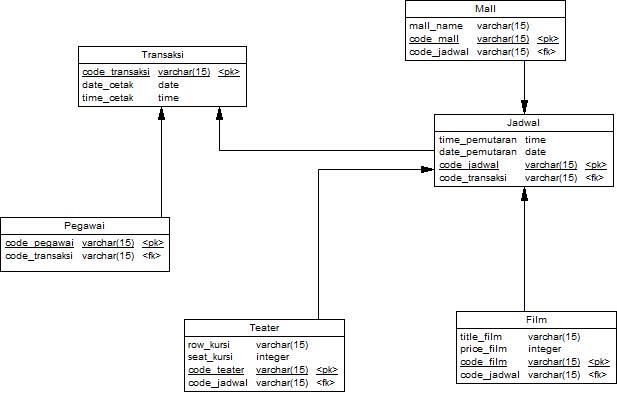 Mall
mall_name varchar(15)
code_mall varchar(15) <pk>
code_jadwal varchar(15) <fk>
Transaksi
code_transaksi varchar(15) <pk>
date_cetak date
time_cetak time
Jadwal
time_pemutaran time
date_pemutaran date
code_jadwal varchar(15) <pk>
code_transaksi varchar(15) <fk>
Pegawai
code_pegawai varchar(15) <pk>
code_transaksi varchar(15) <fk>
Teater
row_kursi varchar(15)
seat_kursi integer
code_teater varchar(15) <pk>
code_jadwal varchar(15) <fk>
Film
title_film varchar(15)
price_film integer
code_film varchar(15) <pk>
code_jadwal varchar(15) <fk>